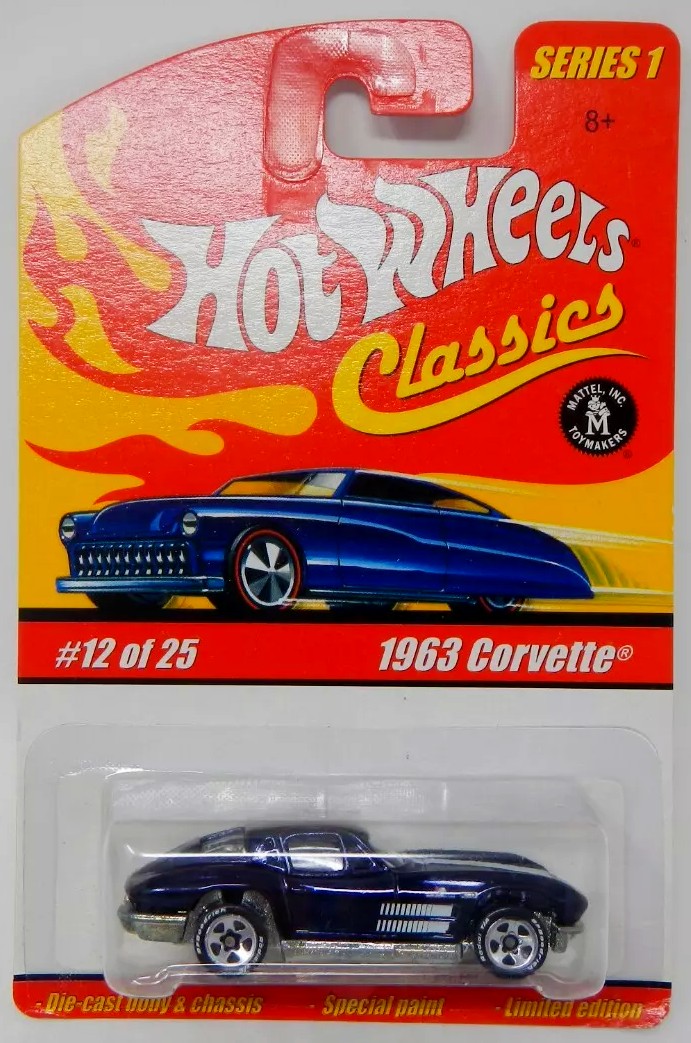 SERIES 1
8+
HOT WHEELS®
Classics
MATTEL, INC.
M
TOYMAKERS
®
#12 of 25
1963 Corvette®
- Die-cast body & chassis - Special paint - Limited edition